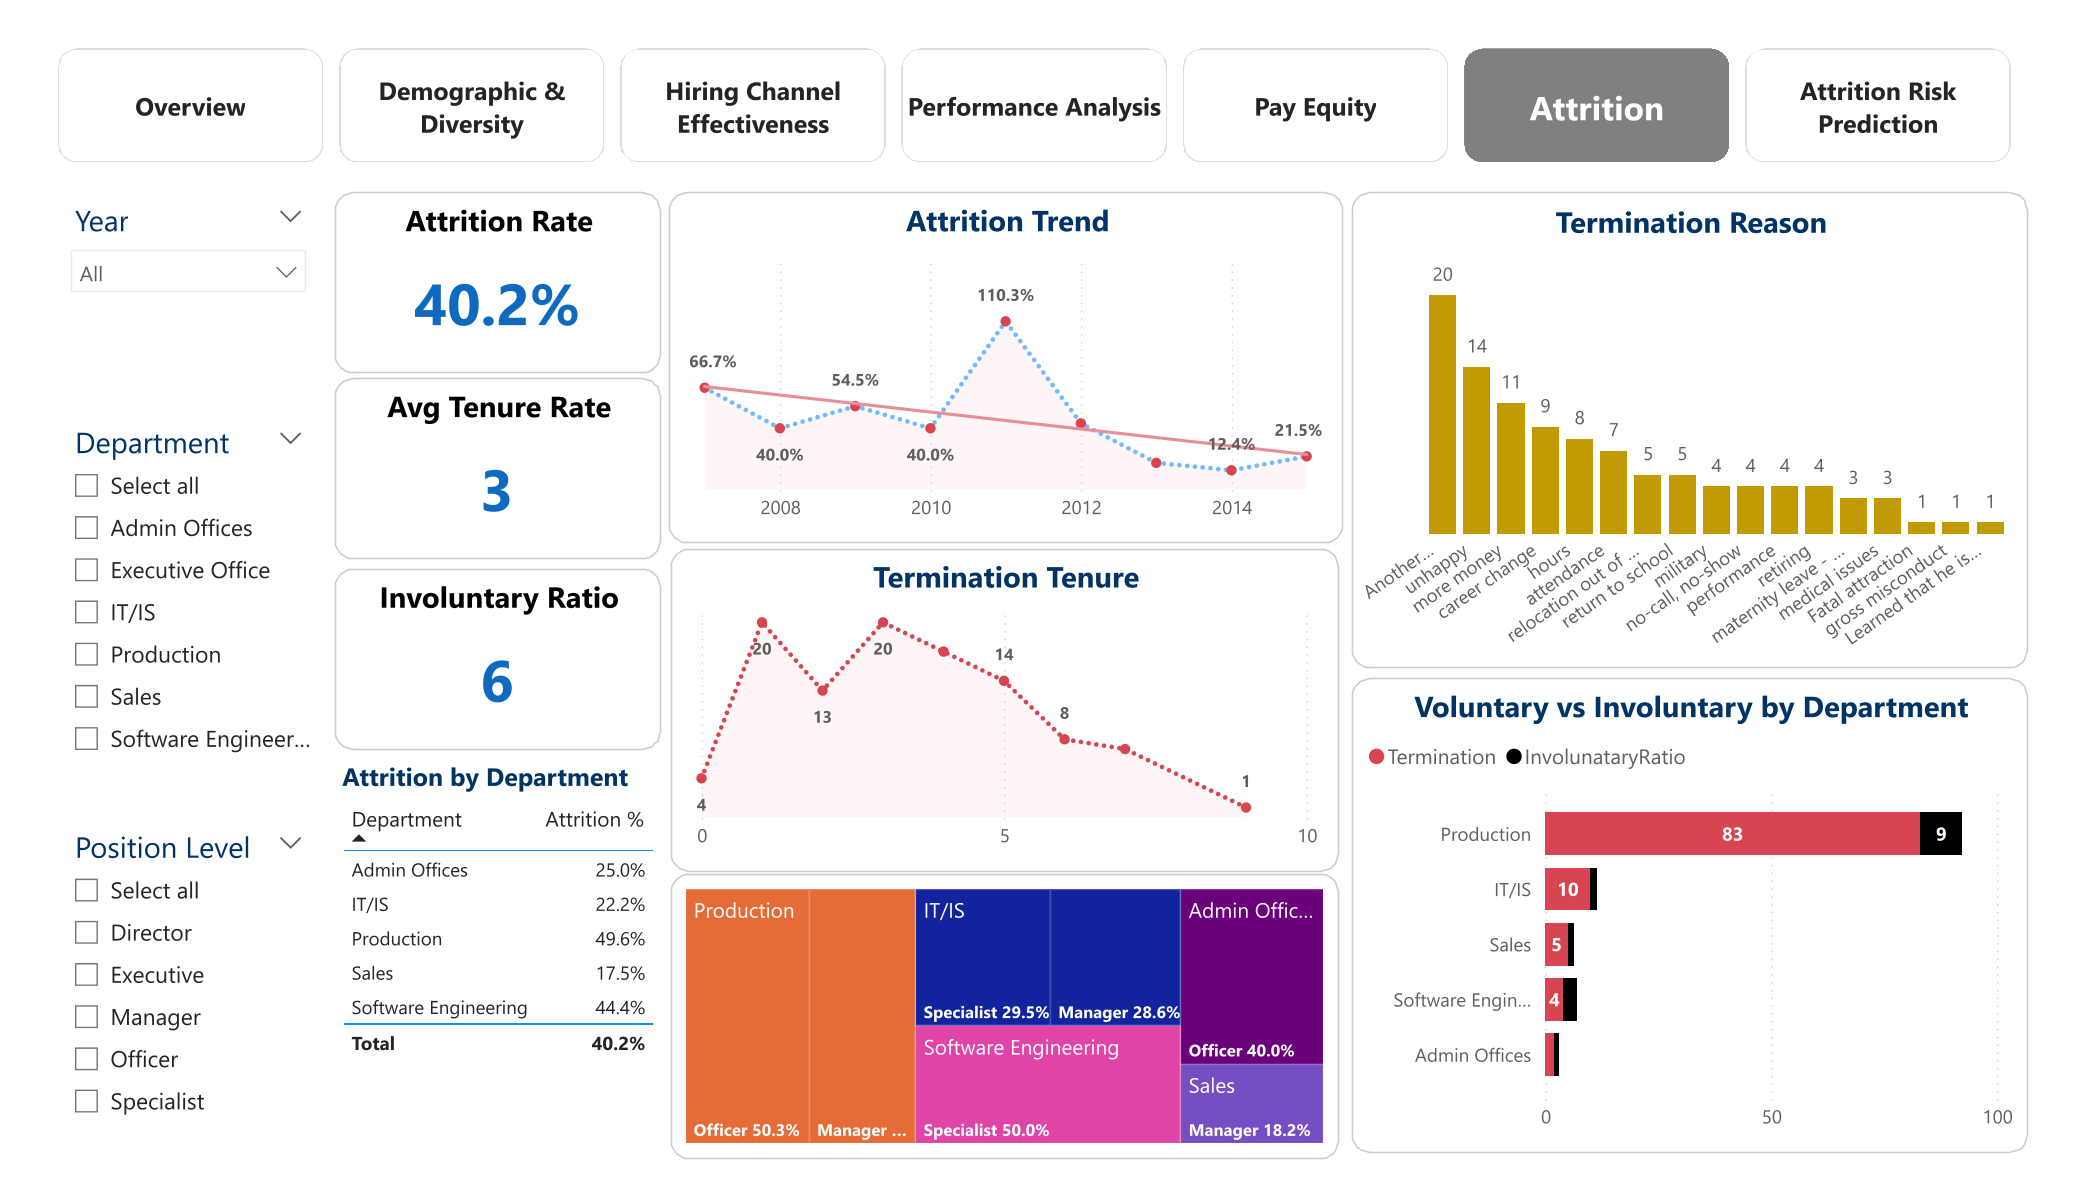 Overview
Demographic &
Diversity
Hiring Channel
Effectiveness
Performance Analysis
Pay Equity
Attrition
Attrition Risk
Prediction
Year
All
Department
Select all
Admin Offices
Executive Office
IT/IS
Production
Sales
Software Engineer...
Position Level
Select all
Director
Executive
Manager
Officer
Specialist
Attrition Rate
40.2%
Avg Tenure Rate
3
Involuntary Ratio
6
Attrition by Department
Department Attrition %
Admin Offices 25.0%
IT/IS 22.2%
Production 49.6%
Sales 17.5%
Software Engineering 44.4%
Total 40.2%
Attrition Trend
66.7%
40.0%
54.5%
40.0%
110.3%
12.4%
21.5%
2008 2010 2012 2014
Termination Tenure
4
20
13
20
14
8
1
0 5 10
Production
Officer 50.3%
Manager ...
IT/IS
Specialist 29.5%
Manager 28.6%
Software Engineering
Specialist 50.0%
Admin Offic...
Officer 40.0%
Sales
Manager 18.2%
Termination Reason
20 14 11 9 8 7 5 5 4 4 4 4 3 3 1 1 1
Another...
unhappy
more money
career change
hours
attendance
relocation out of ...
return to school
military
no-call, no-show
performance
retiring
maternity leave - ...
medical issues
Fatal attraction
gross misconduct
Learned that he is...
Voluntary vs Involuntary by Department
Termination InvolunataryRatio
Production 83 9
IT/IS 10
Sales 5
Software Engin... 4
Admin Offices
0 50 100